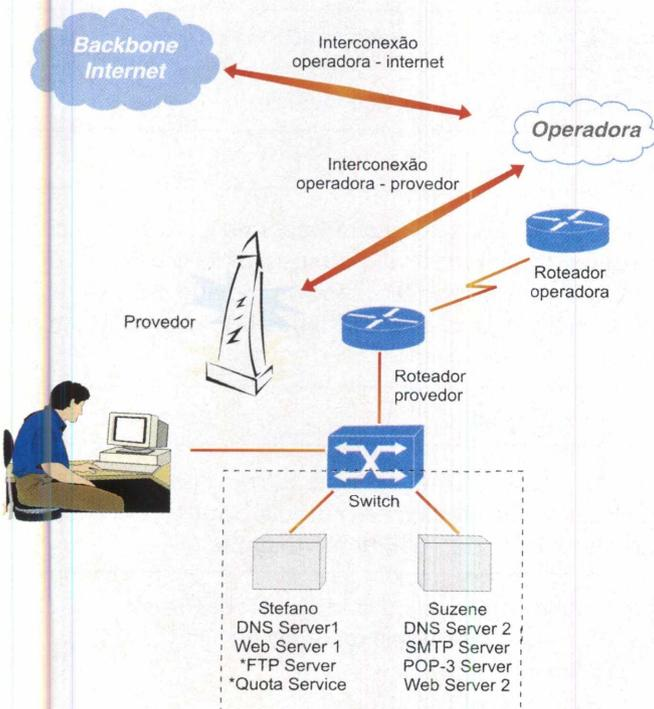 Backbone
Internet
Interconexão
operadora - internet
Operadora
Interconexão
operadora - provedor
Roteador
operadora
Provedor
Roteador
provedor
Switch
Stefano
DNS Server1
Web Server 1
*FTP Server
*Quota Service
Suzene
DNS Server 2
SMTP Server
POP-3 Server
Web Server 2